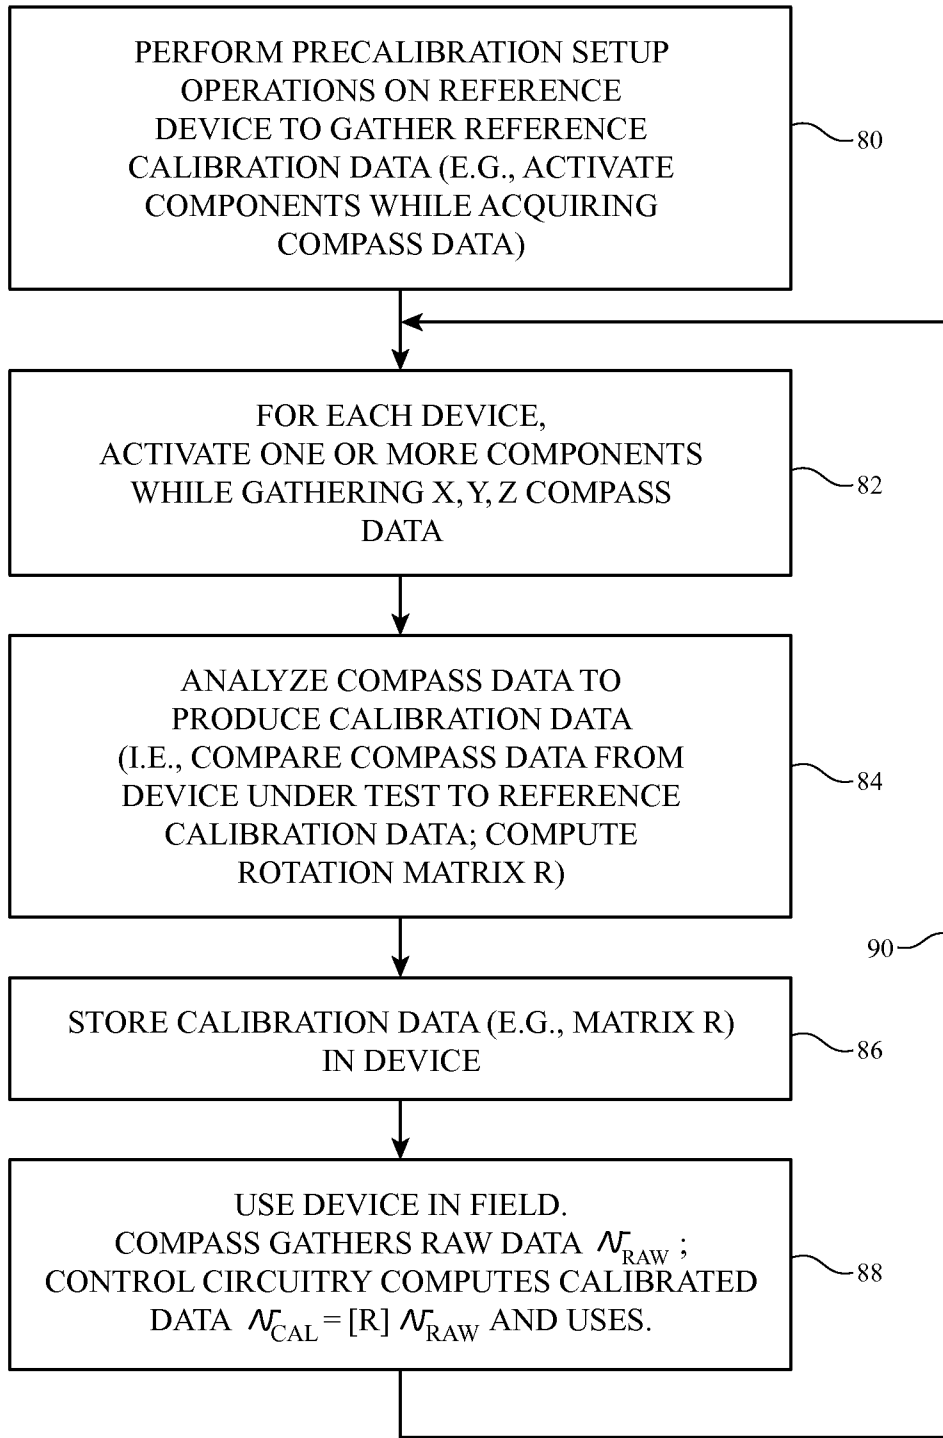 PERFORM PRECALIBRATION SETUP
OPERATIONS ON REFERENCE
DEVICE TO GATHER REFERENCE
CALIBRATION DATA (E.G., ACTIVATE
COMPONENTS WHILE ACQUIRING
COMPASS DATA)
80
FOR EACH DEVICE,
ACTIVATE ONE OR MORE COMPONENTS
WHILE GATHERING X, Y, Z COMPASS
DATA
82
ANALYZE COMPASS DATA TO
PRODUCE CALIBRATION DATA
(I.E., COMPARE COMPASS DATA FROM
DEVICE UNDER TEST TO REFERENCE
CALIBRATION DATA; COMPUTE
ROTATION MATRIX R)
84
90
STORE CALIBRATION DATA (E.G., MATRIX R)
IN DEVICE
86
USE DEVICE IN FIELD.
COMPASS GATHERS RAW DATA 𝒩RAW ;
CONTROL CIRCUITRY COMPUTES CALIBRATED
DATA 𝒩CAL = [R] 𝒩RAW AND USES.
88